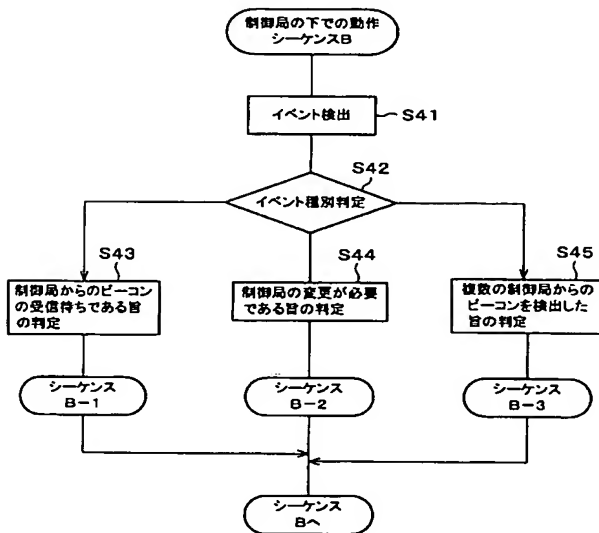 制御局の下での動作
シーケンスB
イベント検出
S41
S42
イベント種別判定
S43
制御局からのビーコン
の受信待ちである旨
の判定
S44
制御局の変更が必要
である旨の判定
S45
複数の制御局からの
ビーコンを検出した
旨の判定
シーケンス
B-1
シーケンス
B-2
シーケンス
B-3
シーケンス
Bへ